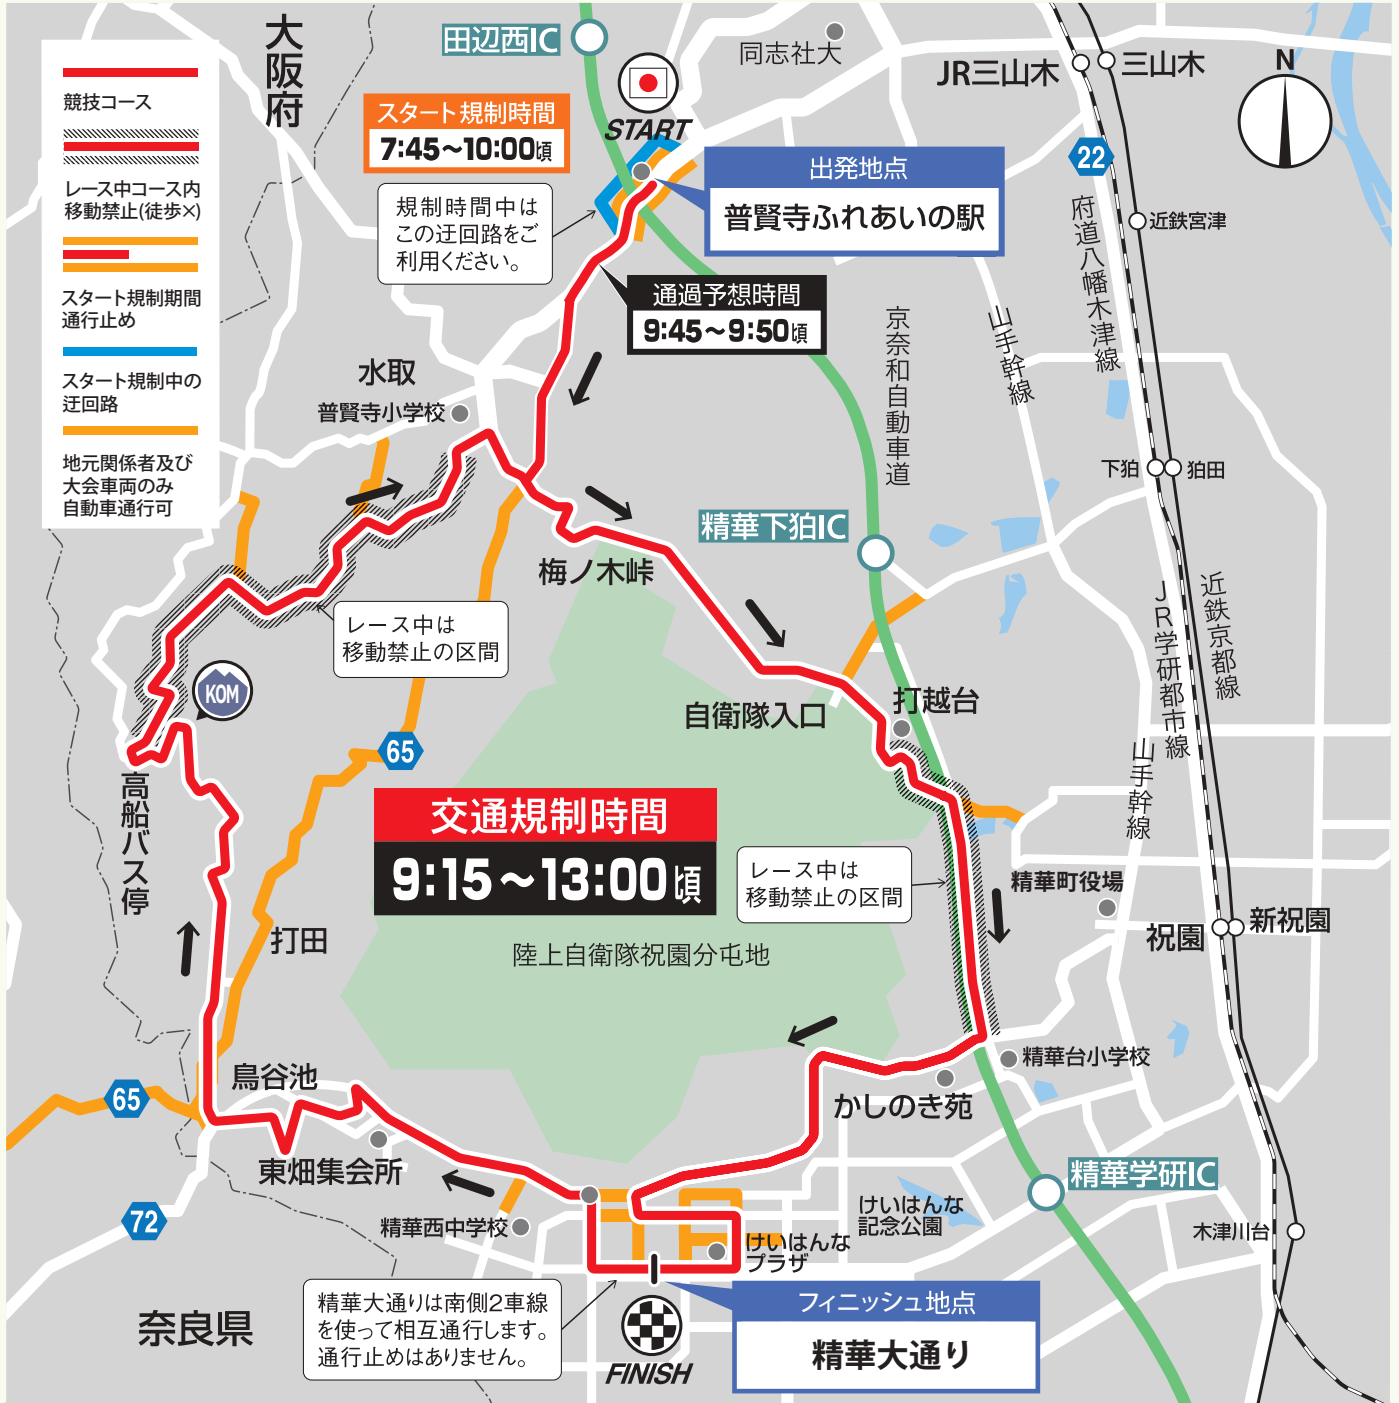 田辺西IC
同志社大
JR三山木
三山木
N
大阪府
競技コース
レース中コース内
移動禁止(徒歩×)
スタート規制期間
通行止め
スタート規制中の
迂回路
地元関係者及び
大会車両のみ
自動車通行可
START
スタート規制時間
7:45～10:00頃
規制時間中は
この迂回路をご
利用ください。
出発地点
普賢寺ふれあいの駅
22
府道八幡木津線
近鉄宮津
通過予想時間
9:45～9:50頃
京奈和自動車道
山手幹線
水取
普賢寺小学校
下狛
狛田
精華下狛IC
梅ノ木峠
レース中は
移動禁止の区間
KOM
自衛隊入口
打越台
JR学研都市線
近鉄京都線
山手幹線
65
高船バス停
交通規制時間
9:15～13:00頃
レース中は
移動禁止の区間
精華町役場
祝園
新祝園
打田
陸上自衛隊祝園分屯地
鳥谷池
65
精華台小学校
かしのき苑
東畑集会所
精華学研IC
72
精華西中学校
けいはんな
記念公園
けいはんな
プラザ
木津川台
奈良県
精華大通りは南側2車線
を使って相互通行します。
通行止めはありません。
FINISH
フィニッシュ地点
精華大通り